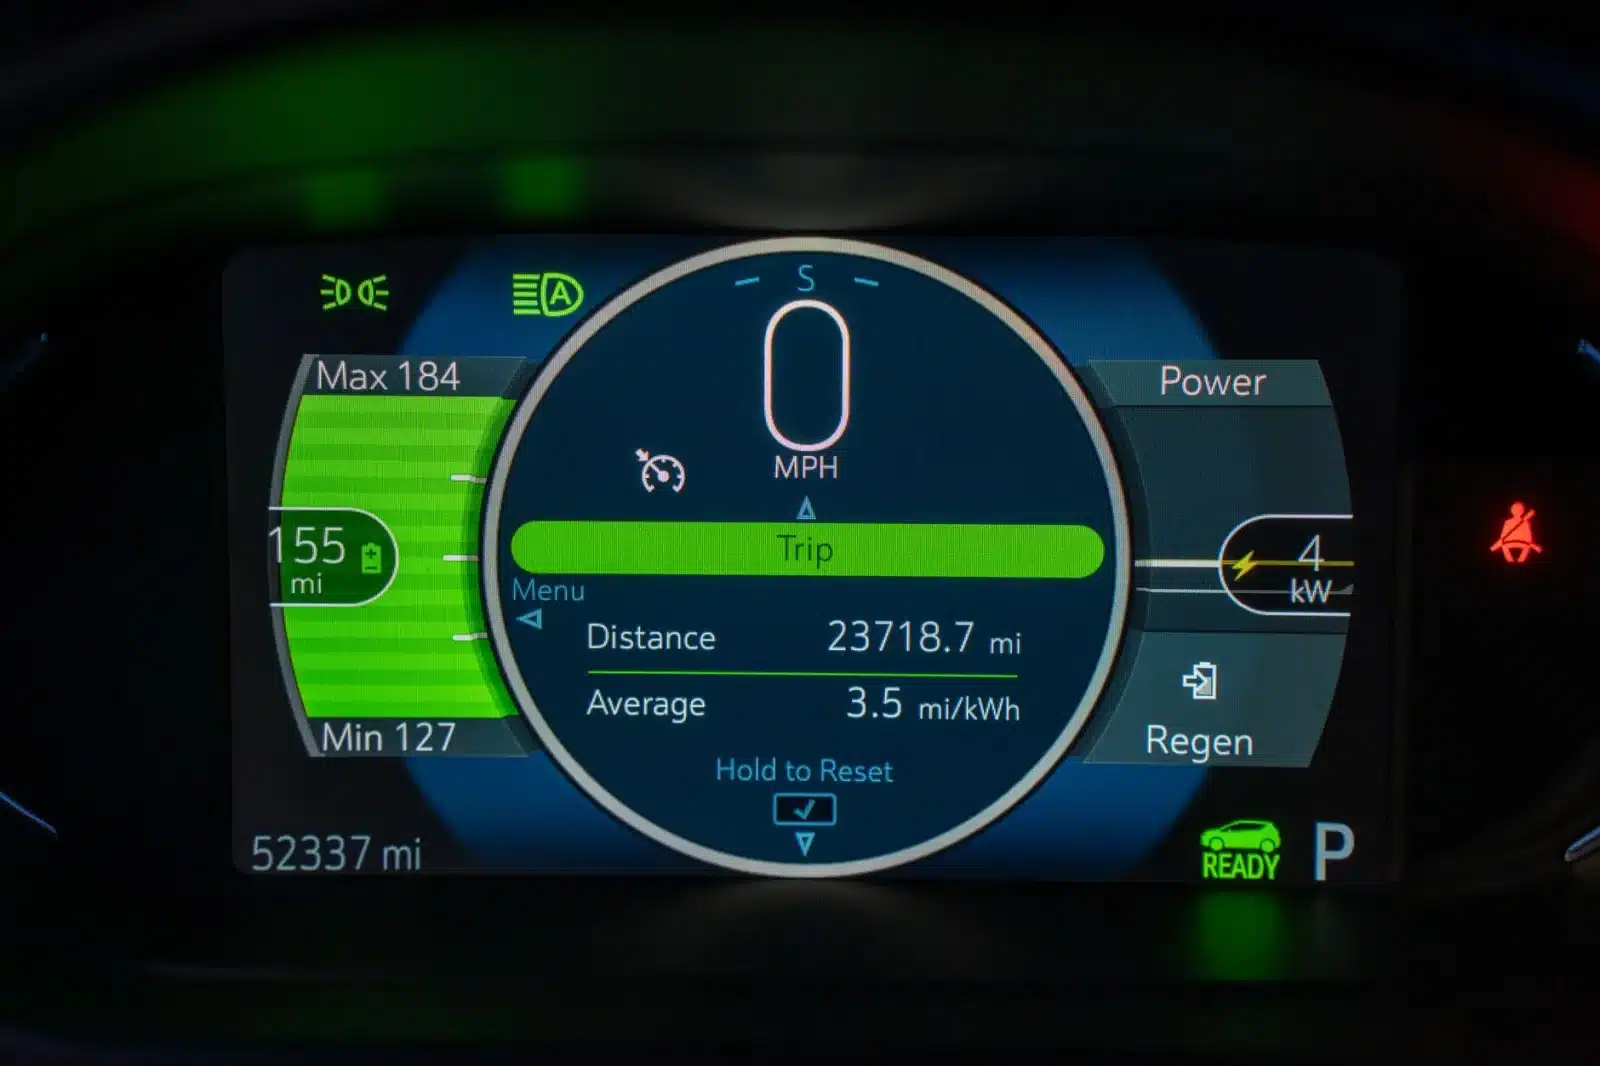 S
A
Max 184
0
MPH
Power
Trip
155
mi
4
kW
Menu
Distance 23718.7 mi
Average 3.5 mi/kWh
Min 127
Regen
Hold to Reset
52337 mi
READY
P